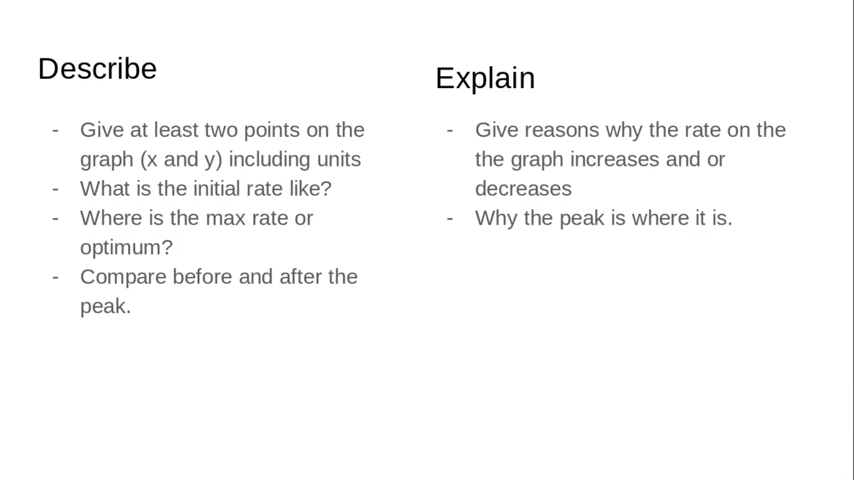 Describe
- Give at least two points on the
graph (x and y) including units
- What is the initial rate like?
- Where is the max rate or
optimum?
- Compare before and after the
peak.
Explain
- Give reasons why the rate on the
the graph increases and or
decreases
- Why the peak is where it is.